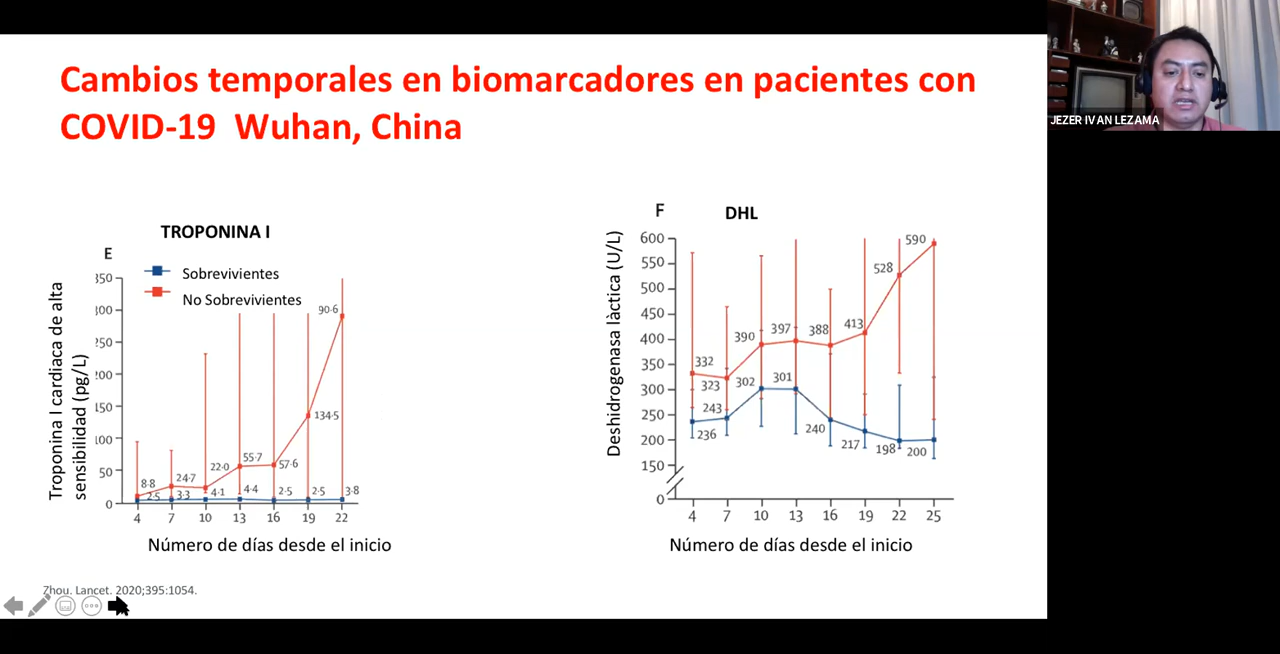 Cambios temporales en biomarcadores en pacientes con
COVID-19 Wuhan, China
JEZER IVAN LEZAMA
TROPONINA I
E
Sobrevivientes
No Sobrevivientes
Troponina I cardiaca de alta
sensibilidad (pg/L)
350
300
250
200
150
100
50
0
8·8
24·7
22·0
55·7
57·6
134·5
90·6
2·5
3·3
4·1
4·4
2·5
2·5
3·8
4 7 10 13 16 19 22
Número de días desde el inicio
F
DHL
Deshidrogenasa làctica (U/L)
600
550
500
450
400
350
300
250
200
150
0
332
323
390
397
388
413
528
590
236
243
302
301
240
217
198
200
4 7 10 13 16 19 22 25
Número de días desde el inicio
Zhou. Lancet. 2020;395:1054.